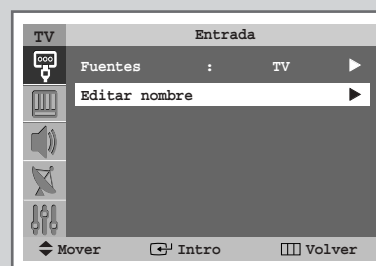 TV Entrada
Fuentes : TV
Editar nombre
Mover Intro Volver